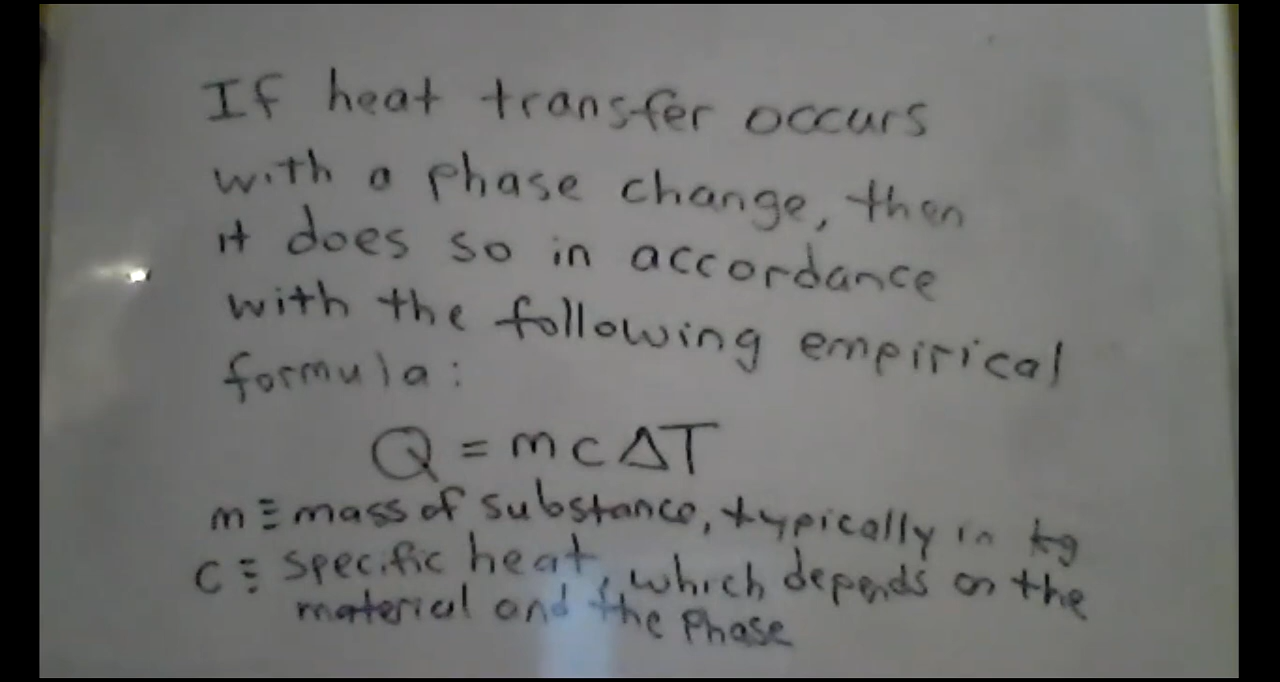 If heat transfer occurs
with a phase change, then
it does so in accordance
with the following empirical
formula:
Q = mcΔT
m ≡ mass of substance, typically in kg
c ≡ specific heat, which depends on the
material and the phase